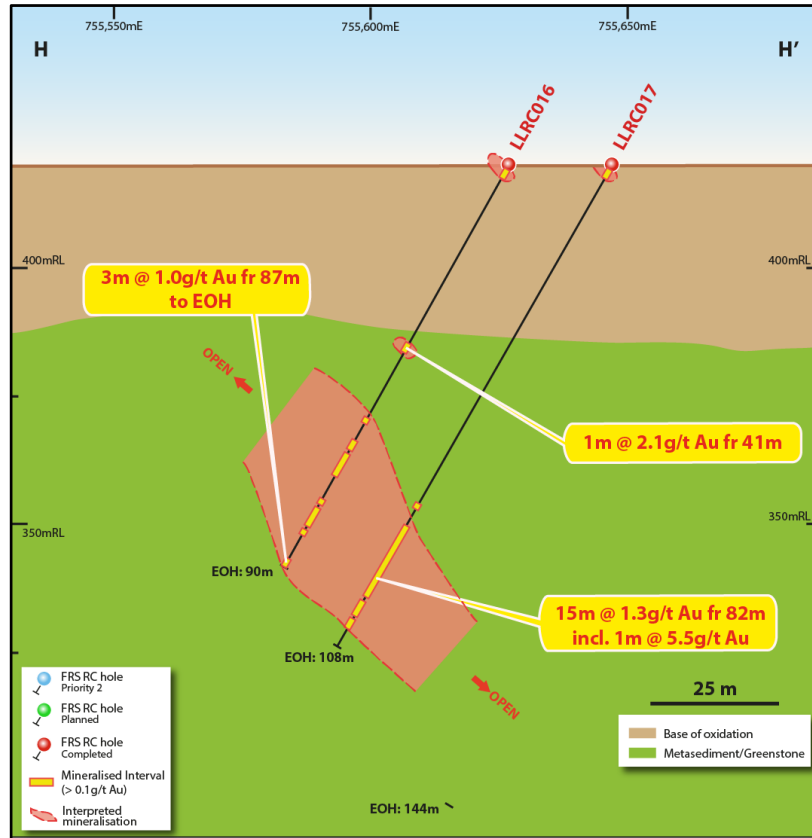 755,550mE
755,600mE
755,650mE
H
H'
LLRC016
LLRC017
400mRL
400mRL
3m @ 1.0g/t Au fr 87m
to EOH
OPEN
1m @ 2.1g/t Au fr 41m
350mRL
350mRL
EOH: 90m
15m @ 1.3g/t Au fr 82m
incl. 1m @ 5.5g/t Au
EOH: 108m
OPEN
25 m
FRS RC hole
Priority 2
FRS RC hole
Planned
FRS RC hole
Completed
Mineralised Interval
(> 0.1g/t Au)
Interpreted
mineralisation
Base of oxidation
Metasediment/Greenstone
EOH: 144m